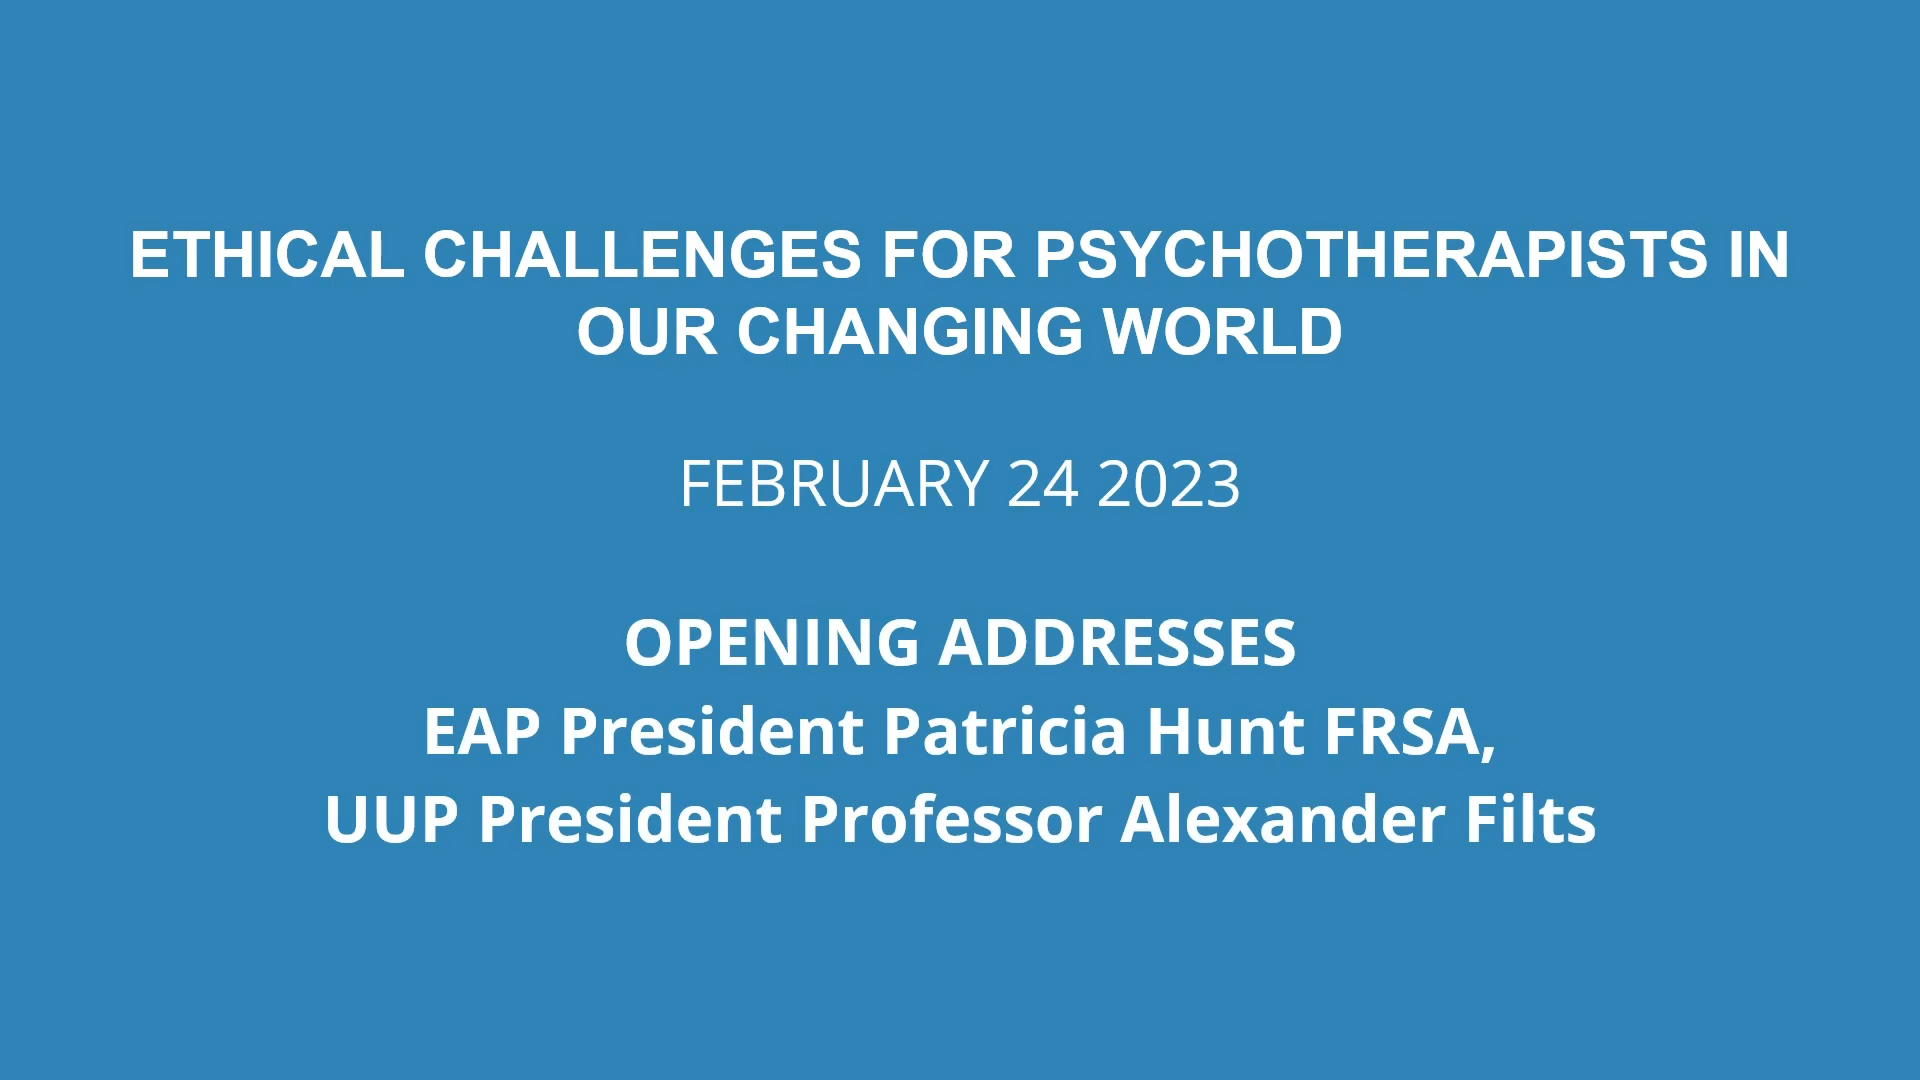 ETHICAL CHALLENGES FOR PSYCHOTHERAPISTS IN
OUR CHANGING WORLD
FEBRUARY 24 2023
OPENING ADDRESSES
EAP President Patricia Hunt FRSA,
UUP President Professor Alexander Filts